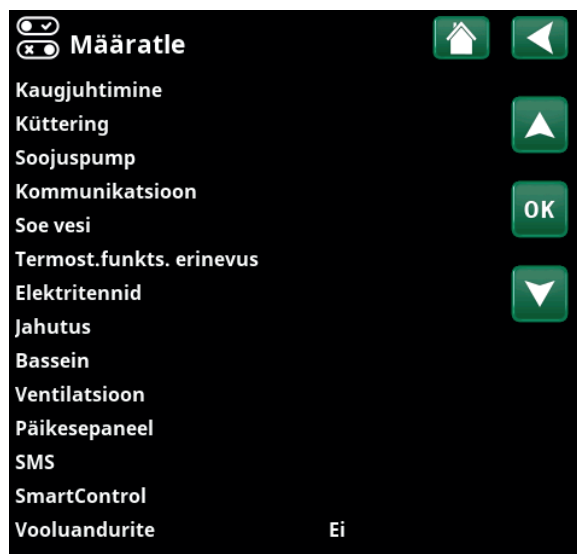 Määratle
Kaugjuhtimine
Küttering
Soojuspump
Kommunikatsioon
Soe vesi
OK
Termost.funkts. erinevus
Elektritennid
Jahutus
Bassein
Ventilatsioon
Päikesepaneel
SMS
SmartControl
Vooluandurite Ei